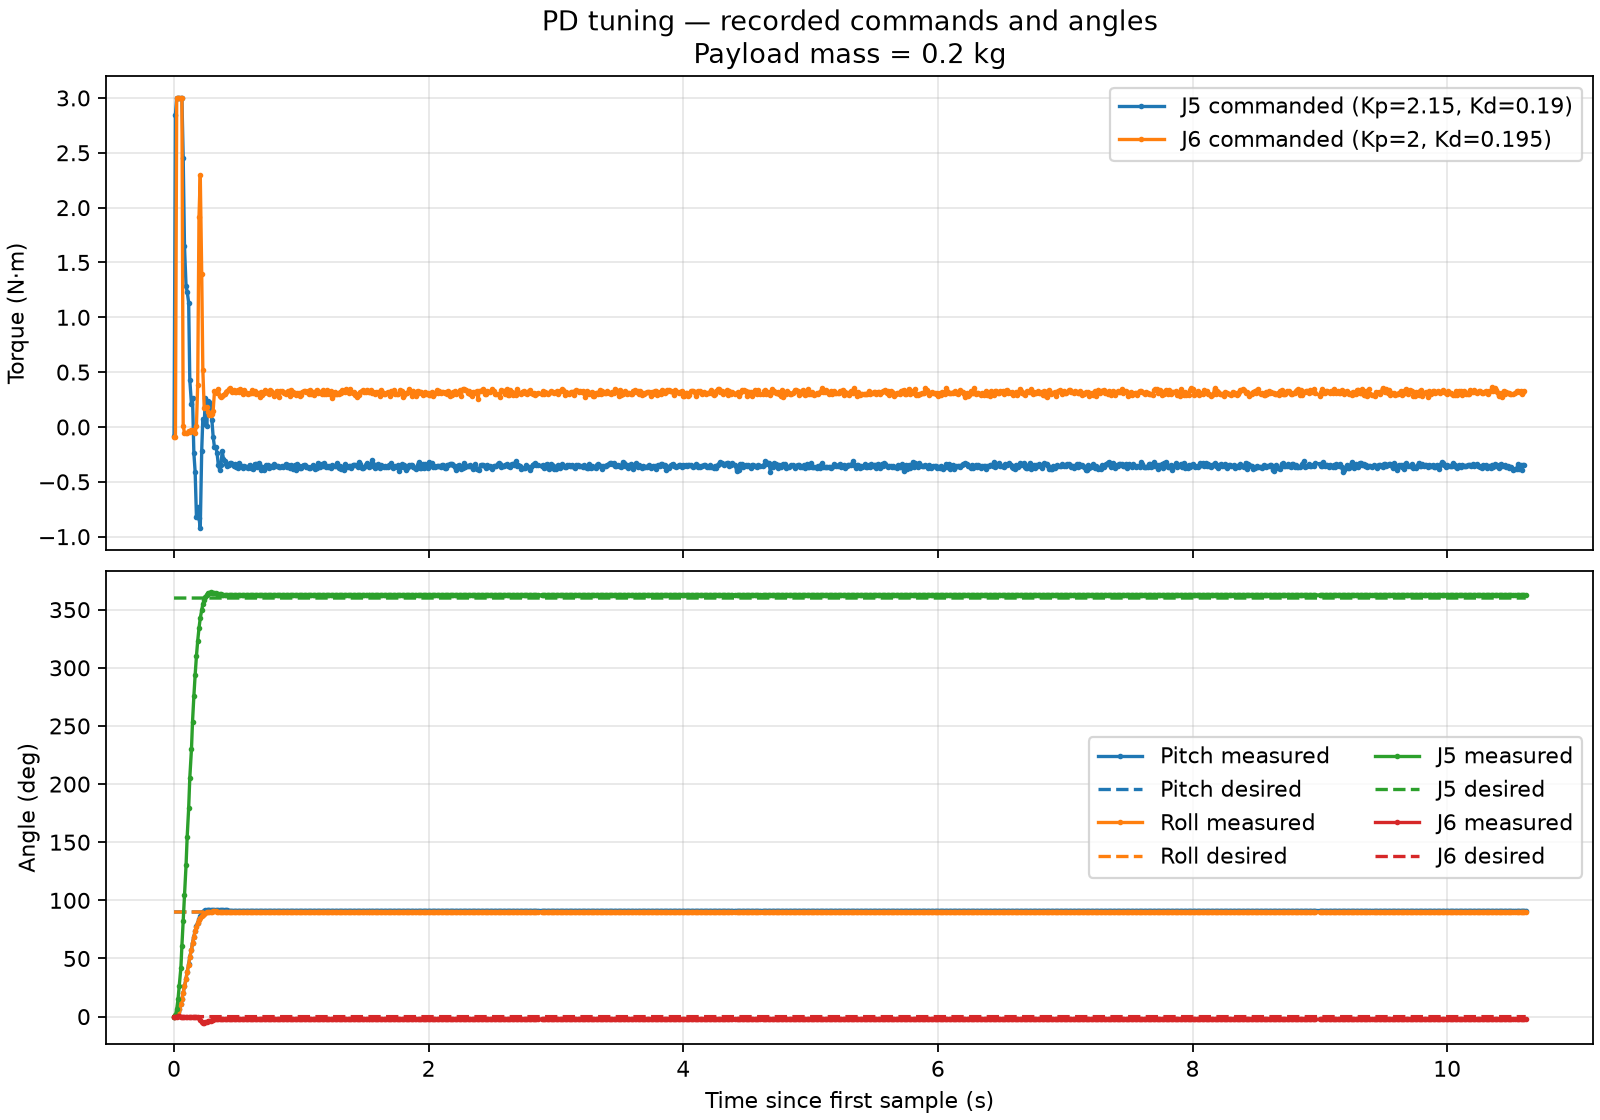 PD tuning — recorded commands and angles
Payload mass = 0.2 kg
J5 commanded (Kp=2.15, Kd=0.19)
J6 commanded (Kp=2, Kd=0.195)
Torque (N·m)
3.0
2.5
2.0
1.5
1.0
0.5
0.0
−0.5
−1.0
Angle (deg)
350
300
250
200
150
100
50
0
Pitch measured
Pitch desired
Roll measured
Roll desired
J5 measured
J5 desired
J6 measured
J6 desired
0 2 4 6 8 10
Time since first sample (s)